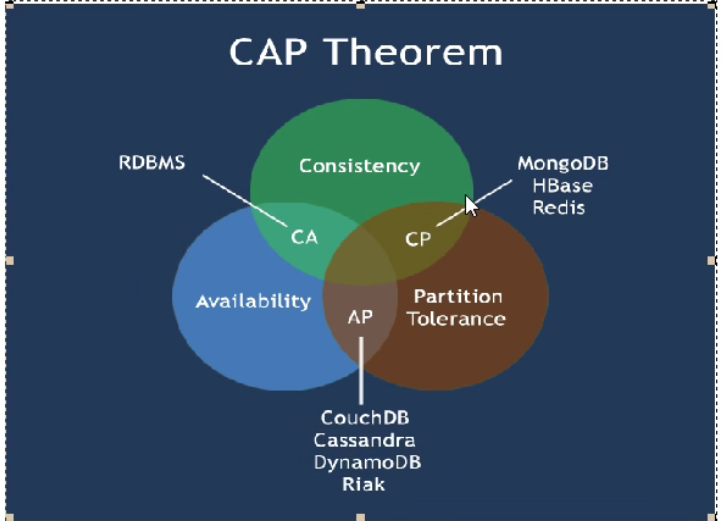 CAP Theorem
RDBMS
Consistency
MongoDB
HBase
Redis
CA
CP
Availability
Partition
Tolerance
AP
CouchDB
Cassandra
DynamoDB
Riak